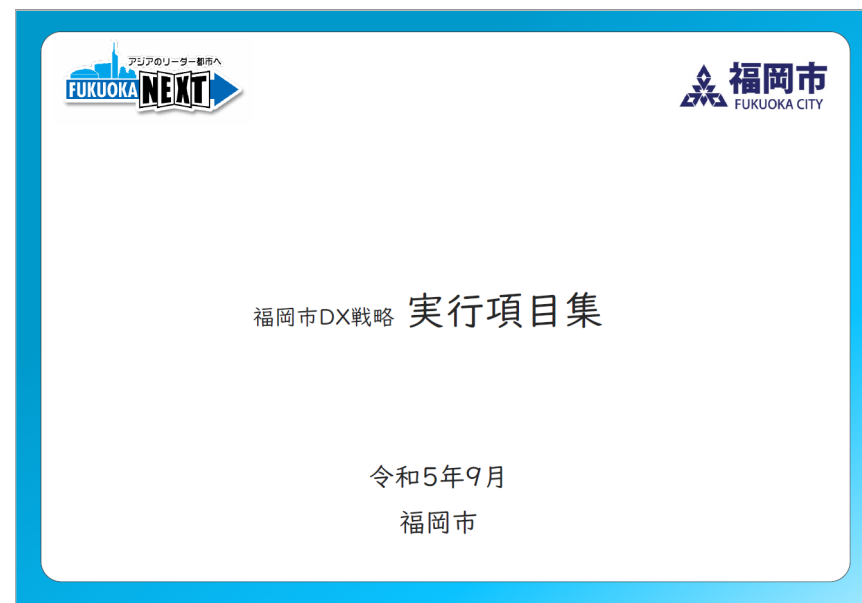 アジアのリーダー都市へ
FUKUOKA NEXT
福岡市
FUKUOKA CITY
福岡市DX戦略 実行項目集
令和5年9月
福岡市